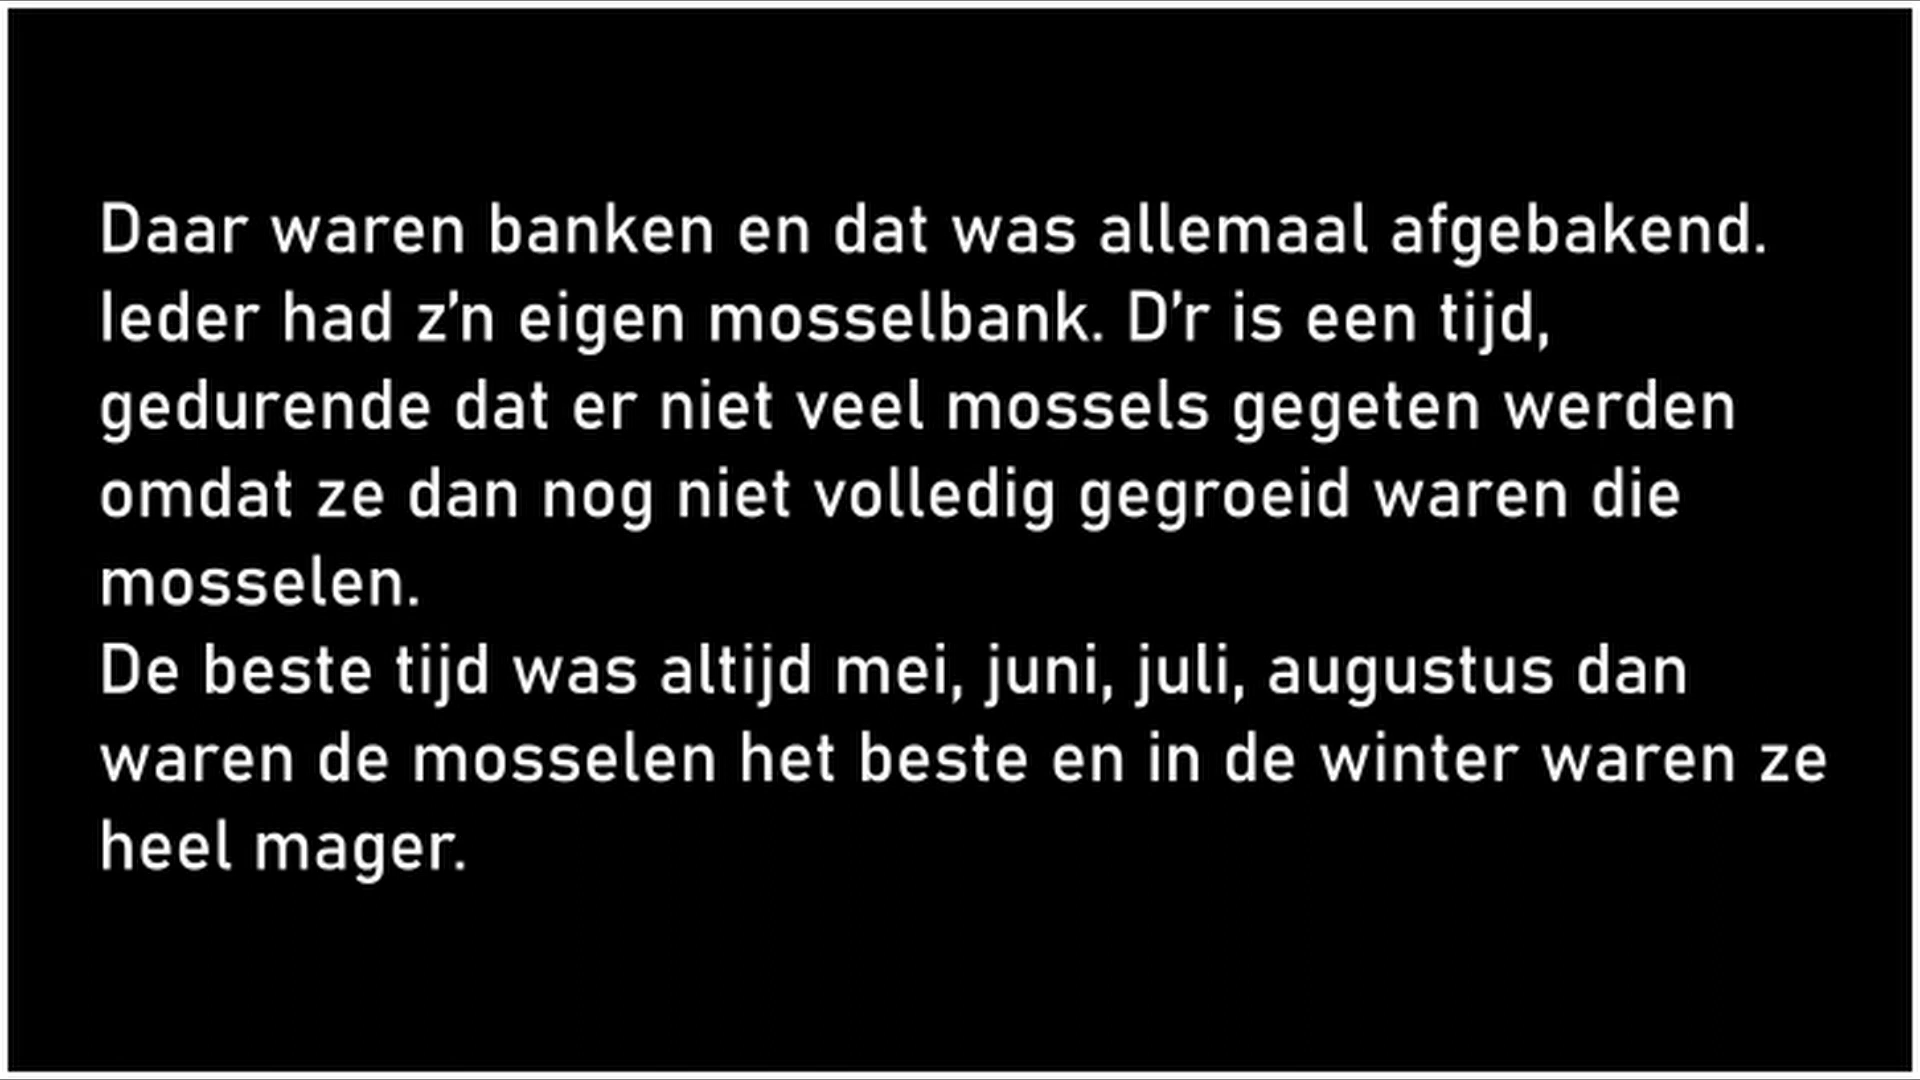 Daar waren banken en dat was allemaal afgebakend.
Ieder had z’n eigen mosselbank. D’r is een tijd,
gedurende dat er niet veel mossels gegeten werden
omdat ze dan nog niet volledig gegroeid waren die
mosselen.
De beste tijd was altijd mei, juni, juli, augustus dan
waren de mosselen het beste en in de winter waren ze
heel mager.